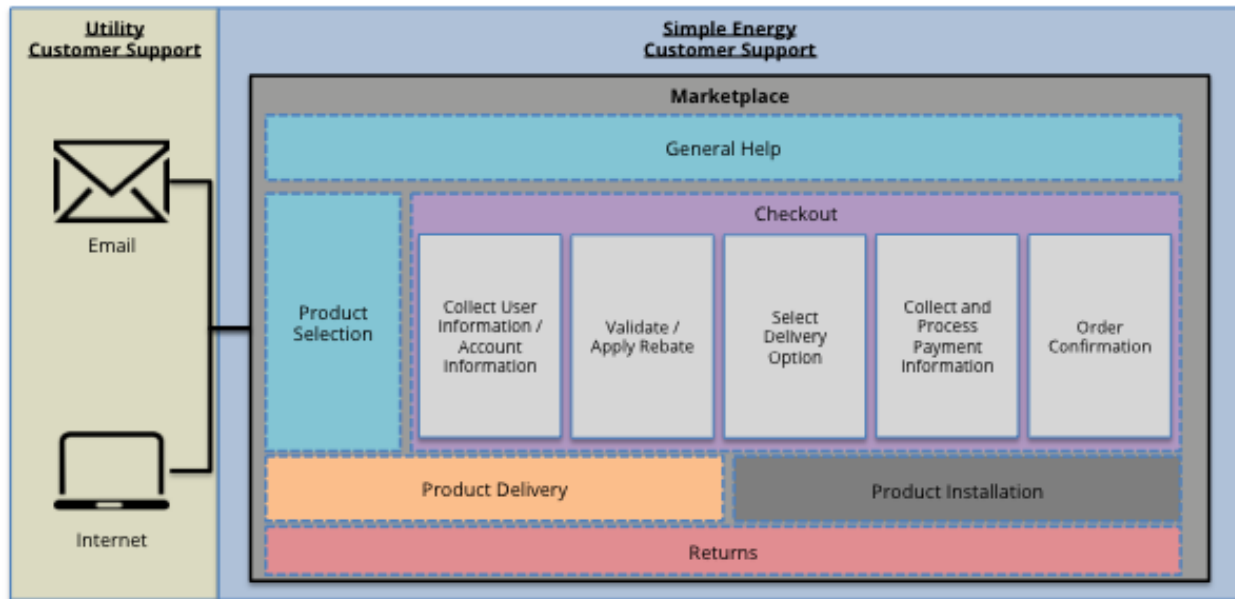 Utility
Customer Support
Simple Energy
Customer Support
Marketplace
General Help
Email
Internet
Product
Selection
Checkout
Collect User
Information /
Account
Information
Validate /
Apply Rebate
Select
Delivery
Option
Collect and
Process
Payment
Information
Order
Confirmation
Product Delivery
Product Installation
Returns